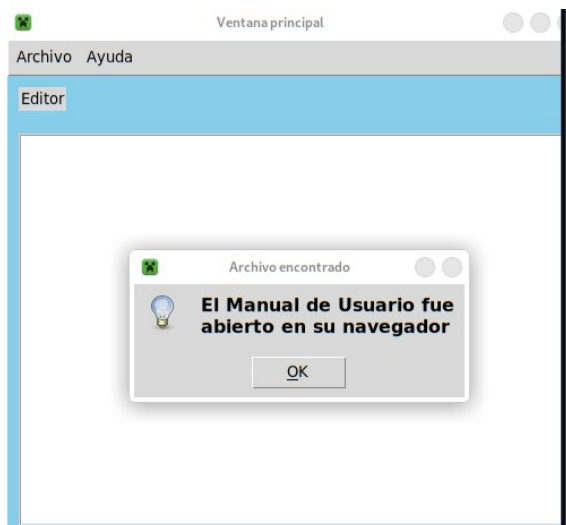 Ventana principal
Archivo Ayuda
Editor
Archivo encontrado
El Manual de Usuario fue
abierto en su navegador
OK